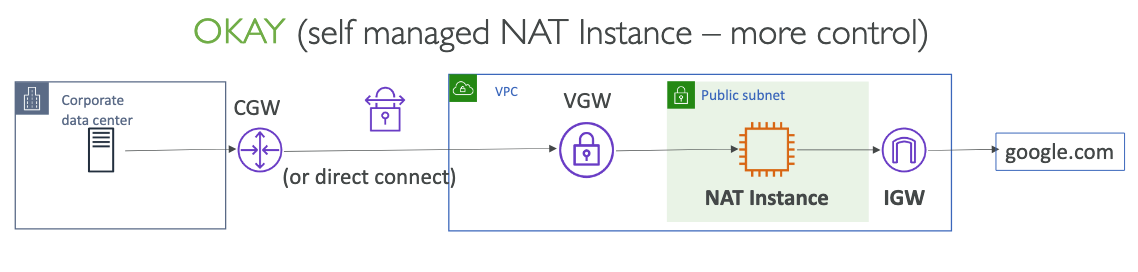 OKAY (self managed NAT Instance – more control)
Corporate
data center
CGW
(or direct connect)
VPC
VGW
Public subnet
NAT Instance
IGW
google.com